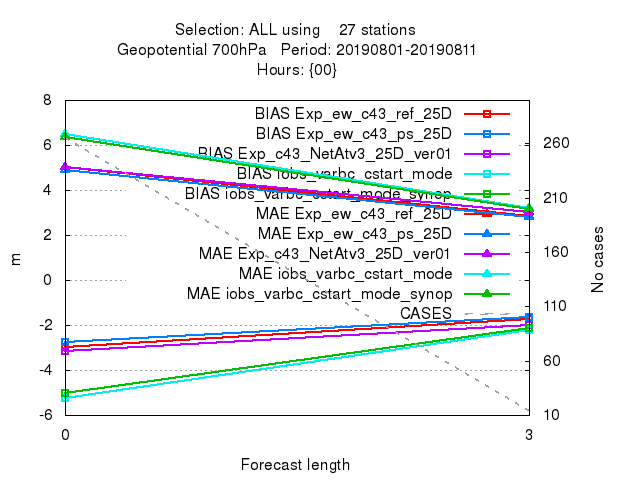 Selection: ALL using 27 stations
Geopotential 700hPa Period: 20190801-20190811
Hours: {00}
8
6
4
2
0
-2
-4
-6
m
BIAS Exp_ew_c43_ref_25D
BIAS Exp_ew_c43_ps_25D
BIAS Exp_c43_NetAtv3_25D_ver01
BIAS iobs_varbc_cstart_mode
BIAS iobs_varbc_cstart_mode_synop
MAE Exp_ew_c43_ref_25D
MAE Exp_ew_c43_ps_25D
MAE Exp_c43_NetAtv3_25D_ver01
MAE iobs_varbc_cstart_mode
MAE iobs_varbc_cstart_mode_synop
CASES
260
210
160
110
60
10
No cases
0 3
Forecast length